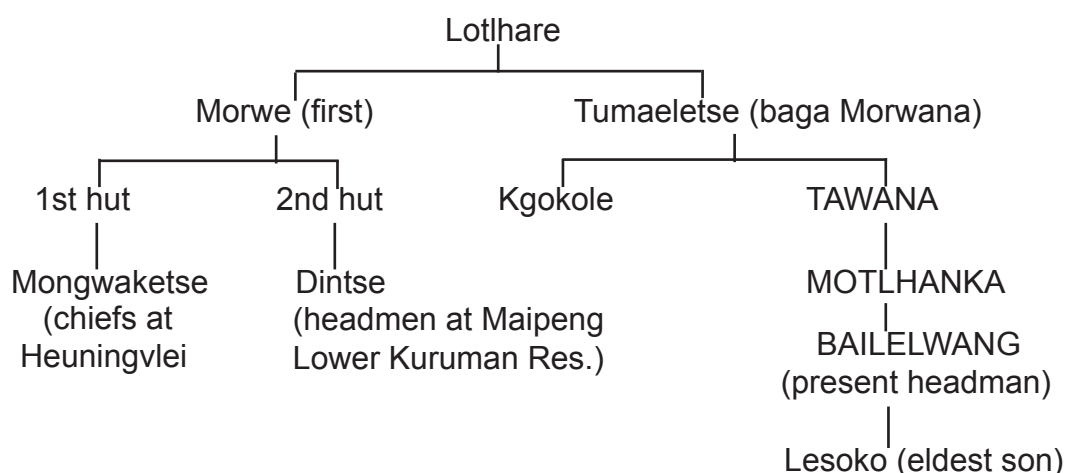 Lotlhare
Morwe (first) Tumaeletse (baga Morwana)
1st hut 2nd hut Kgokole TAWANA
Mongwaketse Dintse MOTLHANKA
(chiefs at (headmen at Maipeng
Heuningvlei Lower Kuruman Res.)
BAILELWANG
(present headman)
Lesoko (eldest son)